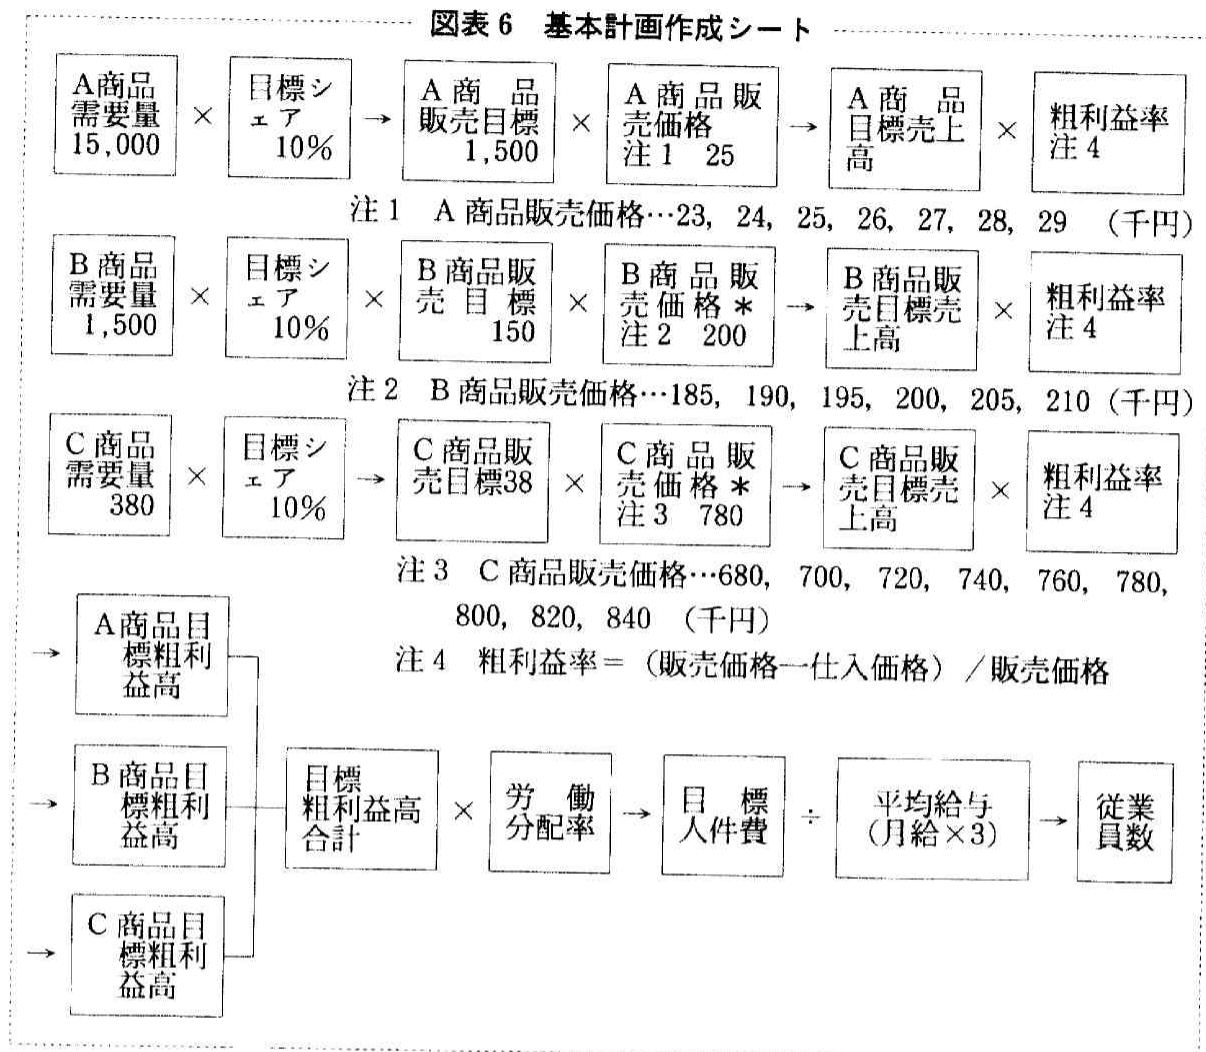 図表6 基本計画作成シート
A商品
需要量
15,000
×
目標シ
ェア
10%
→
A商品
販売目標
1,500
×
A商品販
売価格
注1 25
→
A商品
目標売上
高
×
粗利益率
注4
注1 A商品販売価格…23, 24, 25, 26, 27, 28, 29 (千円)
B商品
需要量
1,500
×
目標シ
ェア
10%
×
B商品販
売目標
150
×
B商品販
売価格*
注2 200
→
B商品販
売目標売
上高
×
粗利益率
注4
注2 B商品販売価格…185, 190, 195, 200, 205, 210 (千円)
C商品
需要量
380
×
目標シ
ェア
10%
→
C商品販
売目標38
×
C商品販
売価格*
注3 780
→
C商品販
売目標売
上高
×
粗利益率
注4
注3 C商品販売価格…680, 700, 720, 740, 760, 780,
800, 820, 840 (千円)
注4 粗利益率=(販売価格一仕入価格)/販売価格
→
A商品目
標粗利
益高
→
B商品目
標粗利
益高
→
C商品目
標粗利
益高
目標
粗利益高
合計
×
労働
分配率
→
目標
人件費
÷
平均給与
(月給×3)
→
従業
員数